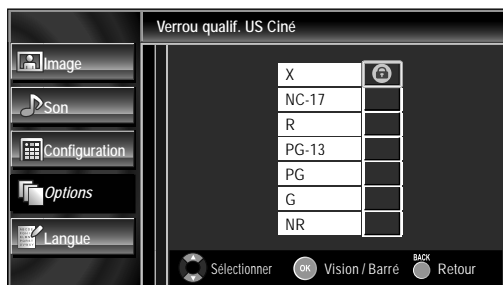 Verrou qualif. US Ciné
Image
Son
Configuration
Options
Langue
X
NC-17
R
PG-13
PG
G
NR
Sélectionner
OK
Vision / Barré
BACK
Retour